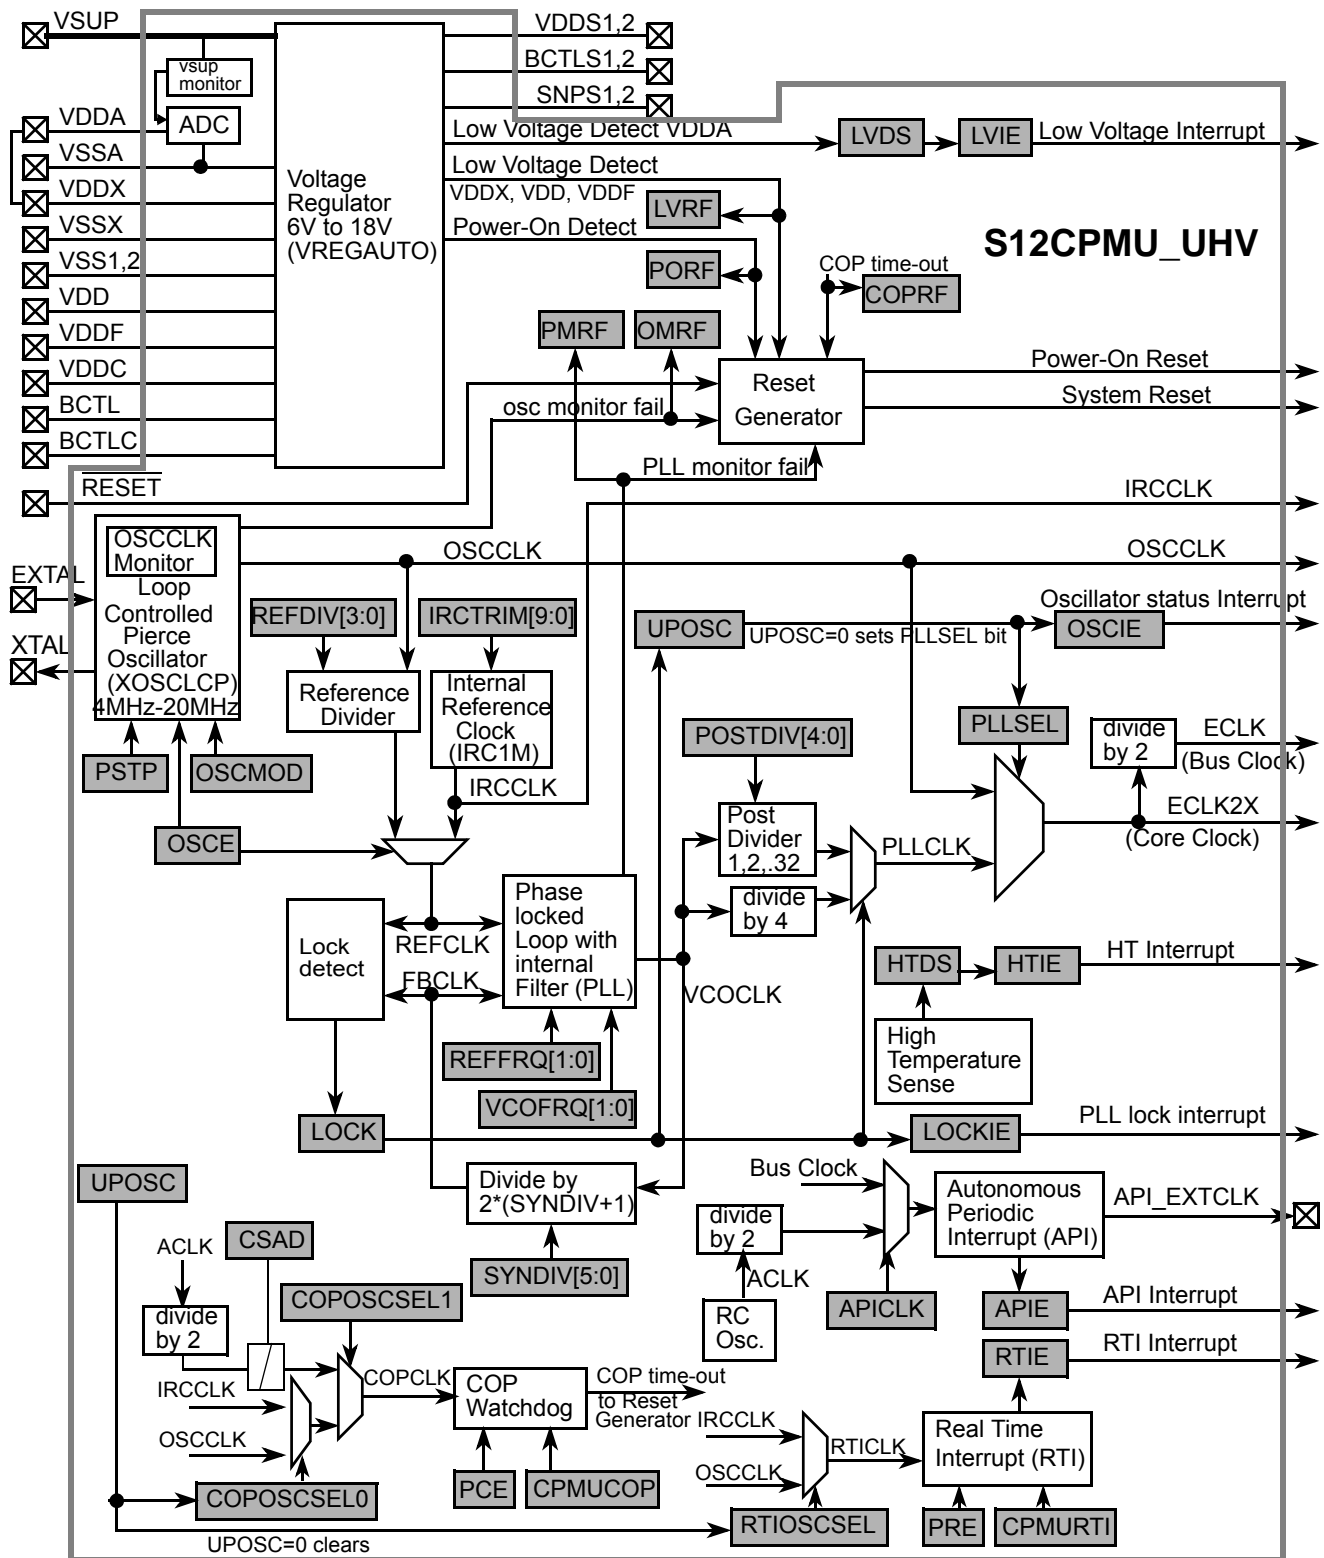 VSUP
VDDS1,2
BCTLS1,2
SNPS1,2
vsup
monitor
VDDA
ADC
Low Voltage Detect VDDA
LVDS
LVIE
Low Voltage Interrupt
VSSA
Low Voltage Detect
VDDX, VDD, VDDF
VDDX
Voltage
Regulator
6V to 18V
(VREGAUTO)
LVRF
VSSX
Power-On Detect
S12CPMU_UHV
VSS1,2
PORF
COP time-out
COPRF
VDD
VDDF
PMRF
OMRF
VDDC
Reset
Generator
Power-On Reset
BCTL
osc monitor fail
System Reset
BCTLC
PLL monitor fail
RESET
IRCCLK
OSCCLK
Monitor
OSCCLK
OSCCLK
EXTAL
Loop
Controlled
Pierce
Oscillator
(XOSCLCP)
4MHz-20MHz
XTAL
REFDIV[3:0]
IRCTRIM[9:0]
UPOSC
UPOSC=0 sets PLLSEL bit
Oscillator status Interrupt
OSCIE
Reference
Divider
Internal
Reference
Clock
(IRC1M)
POSTDIV[4:0]
PLLSEL
divide
by 2
ECLK
(Bus Clock)
PSTP
OSCMOD
IRCCLK
ECLK2X
(Core Clock)
OSCE
Post
Divider
1,2,.32
PLLCLK
divide
by 4
Phase
locked
Loop with
internal
Filter (PLL)
Lock
detect
REFCLK
FBCLK
VCOCLK
HTDS
HTIE
HT Interrupt
High
Temperature
Sense
REFFRQ[1:0]
VCOFRQ[1:0]
LOCK
LOCKIE
PLL lock interrupt
UPOSC
Divide by
2*(SYNDIV+1)
Bus Clock
Autonomous
Periodic
Interrupt (API)
API_EXTCLK
divide
by 2
ACLK
CSAD
SYNDIV[5:0]
ACLK
COPOSCSEL1
APICLK
APIE
API Interrupt
divide
by 2
RC
Osc.
RTIE
RTI Interrupt
IRCCLK
COPCLK
COP
Watchdog
COP time-out
to Reset
Generator
IRCCLK
Real Time
Interrupt (RTI)
OSCCLK
RTICLK
OSCCLK
COPOSCSEL0
PCE
CPMUCOP
RTIOSCSEL
PRE
CPMURTI
UPOSC=0 clears